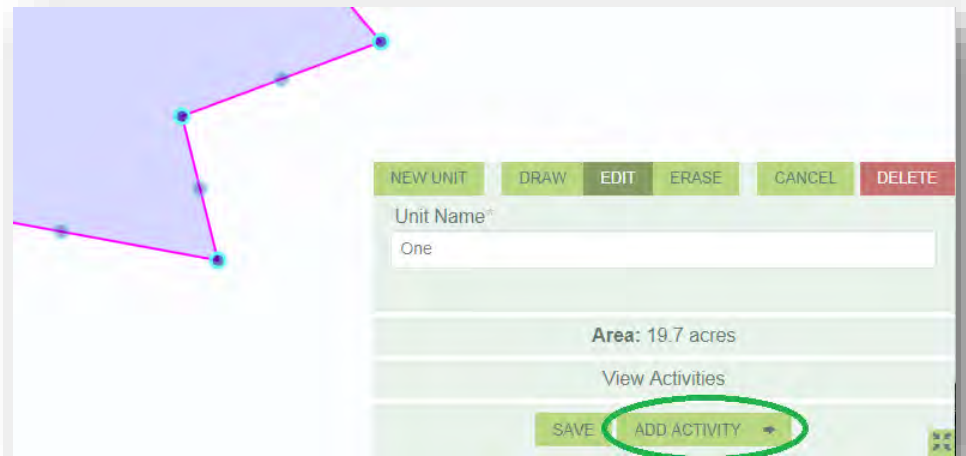 NEW UNIT DRAW EDIT ERASE CANCEL DELETE
Unit Name*
One
Area: 19.7 acres
View Activities
SAVE ADD ACTIVITY